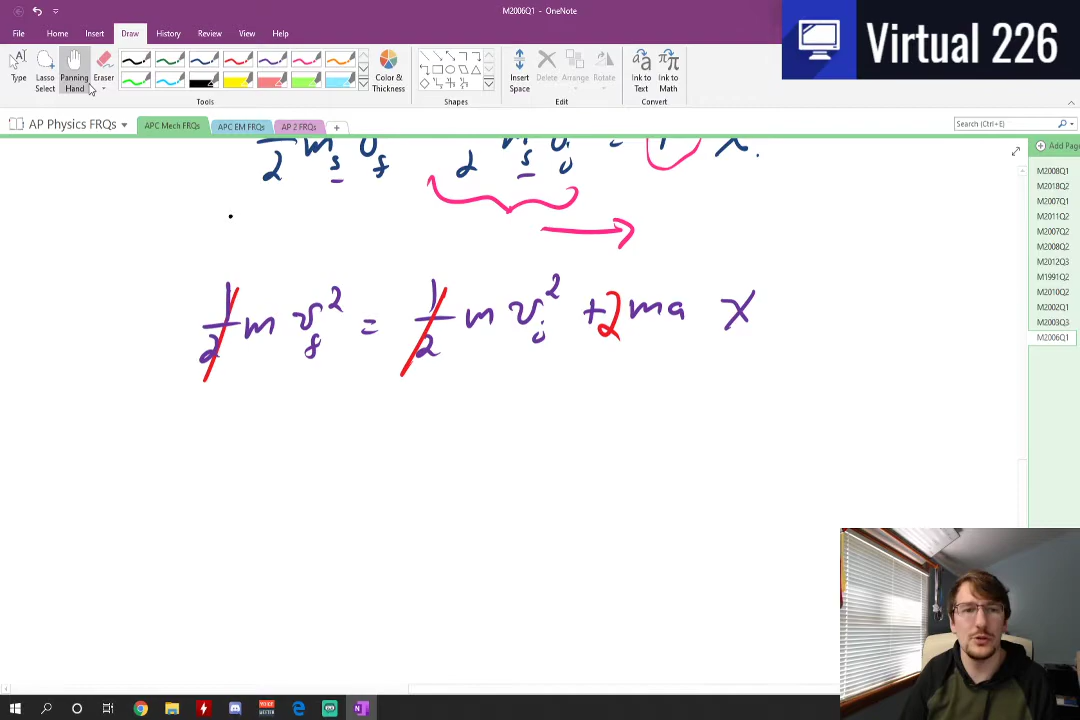 M2006Q1 - OneNote
Virtual 226
File Home Insert Draw History Review View Help
Type
Lasso Select
Panning Hand
Eraser
Color & Thickness
Insert Space
Delete
Arrange
Rotate
Ink to Text
Ink to Math
Tools
Shapes
Edit
Convert
AP Physics FRQs
APC Mech FRQs
APC EM FRQs
AP 2 FRQs
Search (Ctrl+E)
Add Page
M2008Q1
M2018Q2
M2007Q1
M2011Q2
M2007Q2
M2008Q2
M2012Q3
M1991Q2
M2010Q2
M2002Q1
M2003Q3
M2006Q1
1/2 m v_f^2 = 1/2 m v_i^2 + 2 m a x